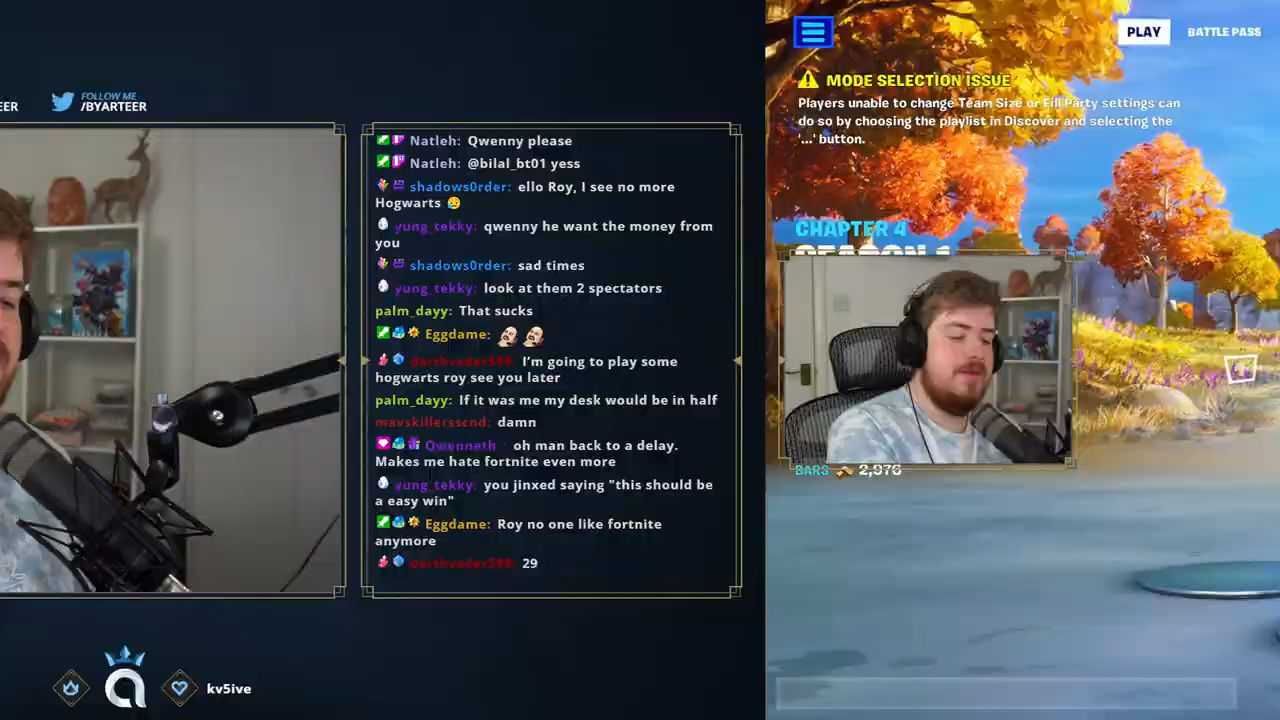 EER
FOLLOW ME
/BYARTEER
Natleh: Qwenny please
Natleh: @bilal_bt01 yess
shadows0rder: ello Roy, I see no more
Hogwarts
yung_tekky: qwenny he want the money from
you
shadows0rder: sad times
yung_tekky: look at them 2 spectators
palm_dayy: That sucks
Eggdame:
darthvader599: I'm going to play some
hogwarts roy see you later
palm_dayy: If it was me my desk would be in half
mavskillersscnd: damn
Qwenneth oh man back to a delay.
Makes me hate fortnite even more
yung_tekky: you jinxed saying "this should be
a easy win"
Eggdame: Roy no one like fortnite
anymore
darthvader599: 29
kv5ive
PLAY
BATTLE PASS
MODE SELECTION ISSUE
Players unable to change Team Size or Fill Party settings can
do so by choosing the playlist in Discover and selecting the
'...' button.
CHAPTER 4
SEASON 1
BARS 2,976